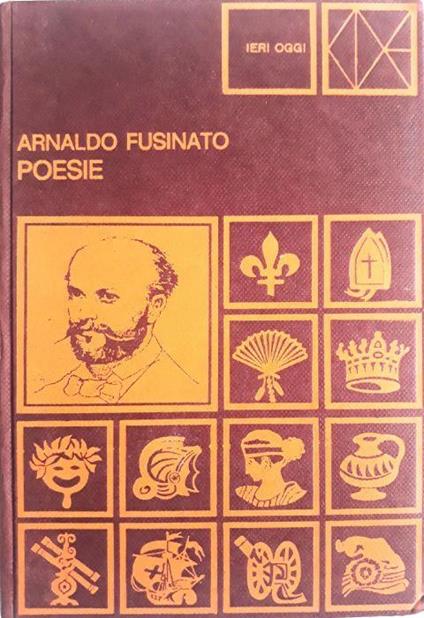 IERI OGGI
ARNALDO FUSINATO
POESIE